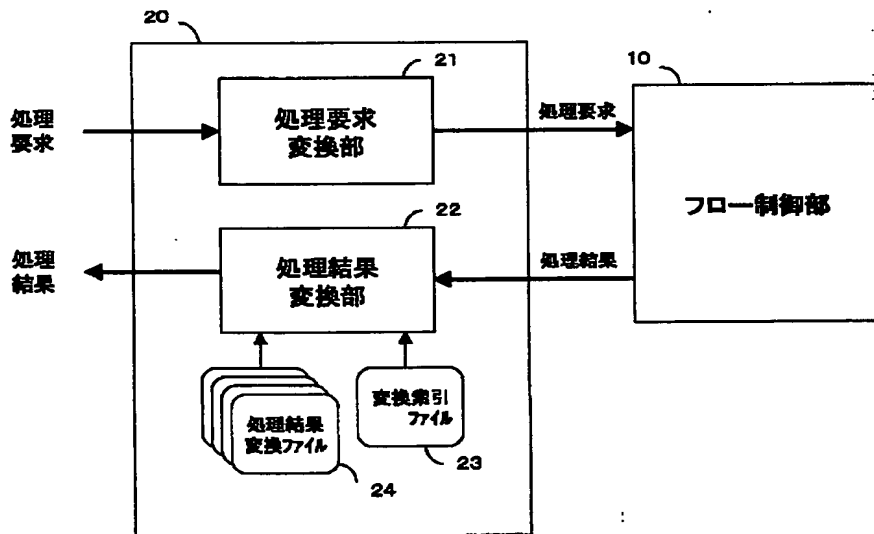 20
21
10
処理
要求
処理要求
変換部
処理要求
フロー制御部
22
処理
結果
処理結果
変換部
処理結果
処理結果
変換ファイル
24
変換索引
ファイル
23